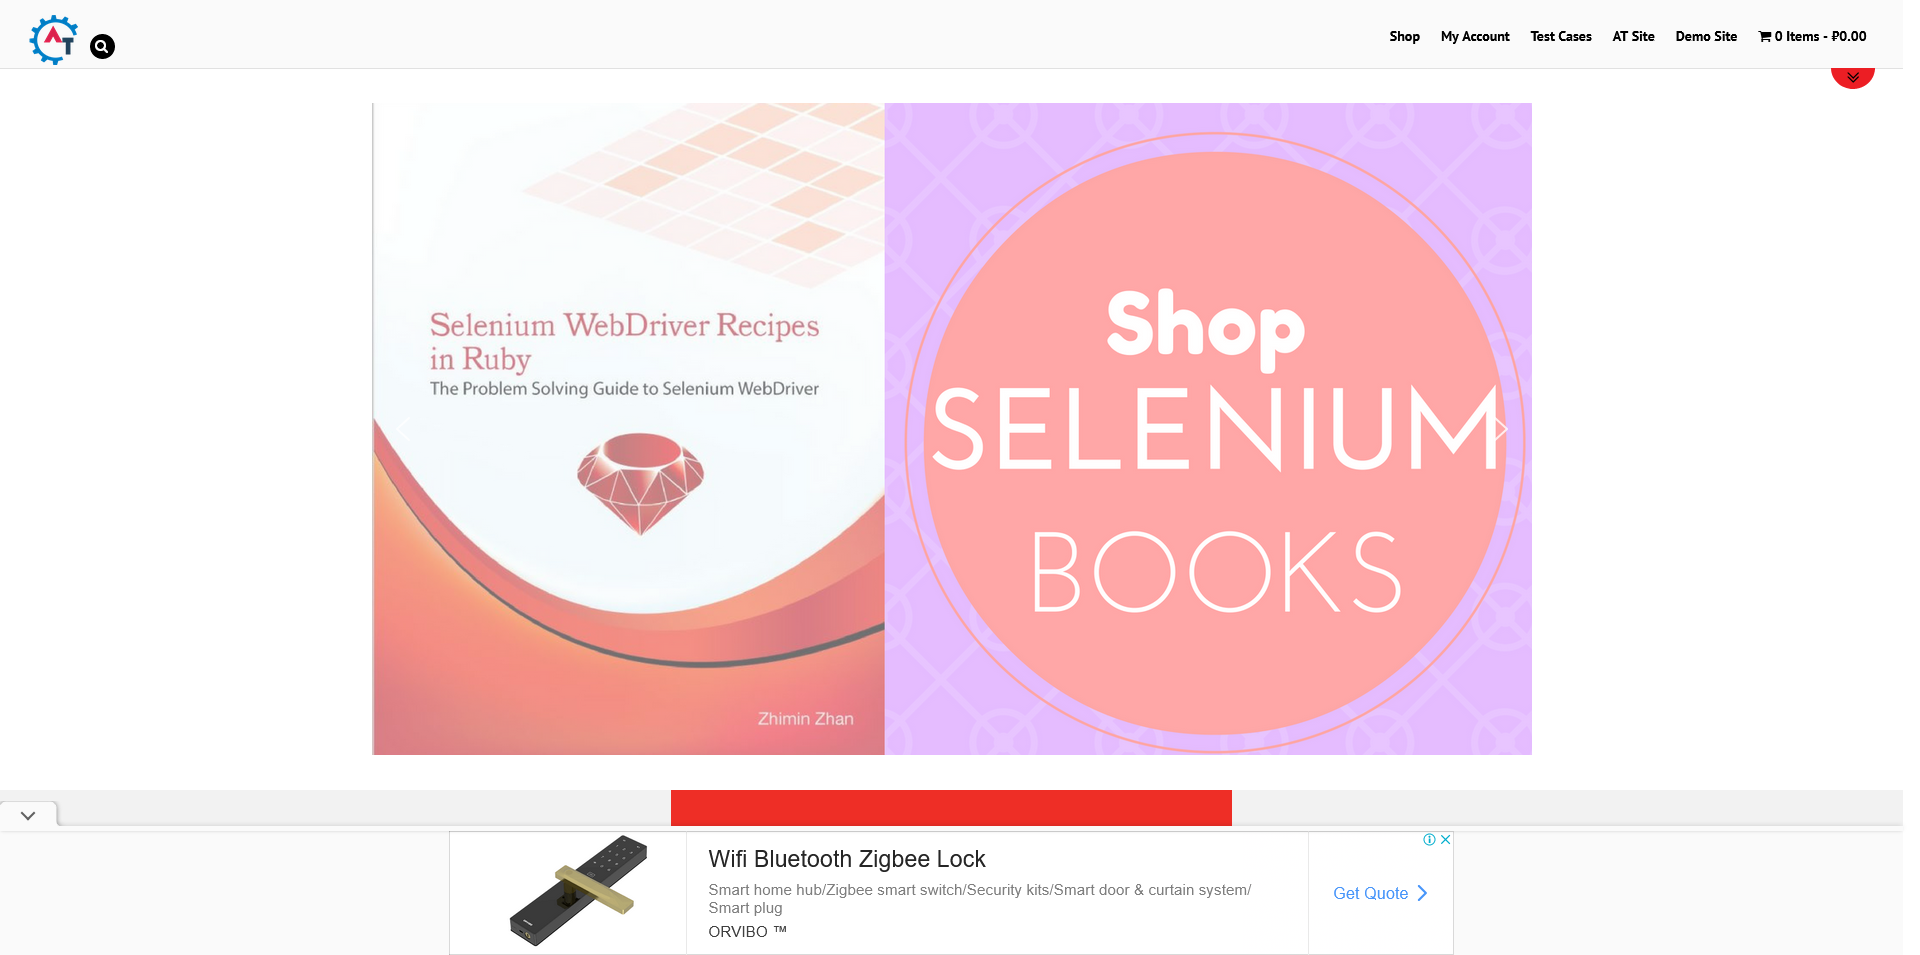 AT
Shop My Account Test Cases AT Site Demo Site 0 Items - ₽0.00
Selenium WebDriver Recipes
in Ruby
The Problem Solving Guide to Selenium WebDriver
Zhimin Zhan
Shop
SELENIUM
BOOKS
Wifi Bluetooth Zigbee Lock
Smart home hub/Zigbee smart switch/Security kits/Smart door & curtain system/
Smart plug
ORVIBO ™
Get Quote